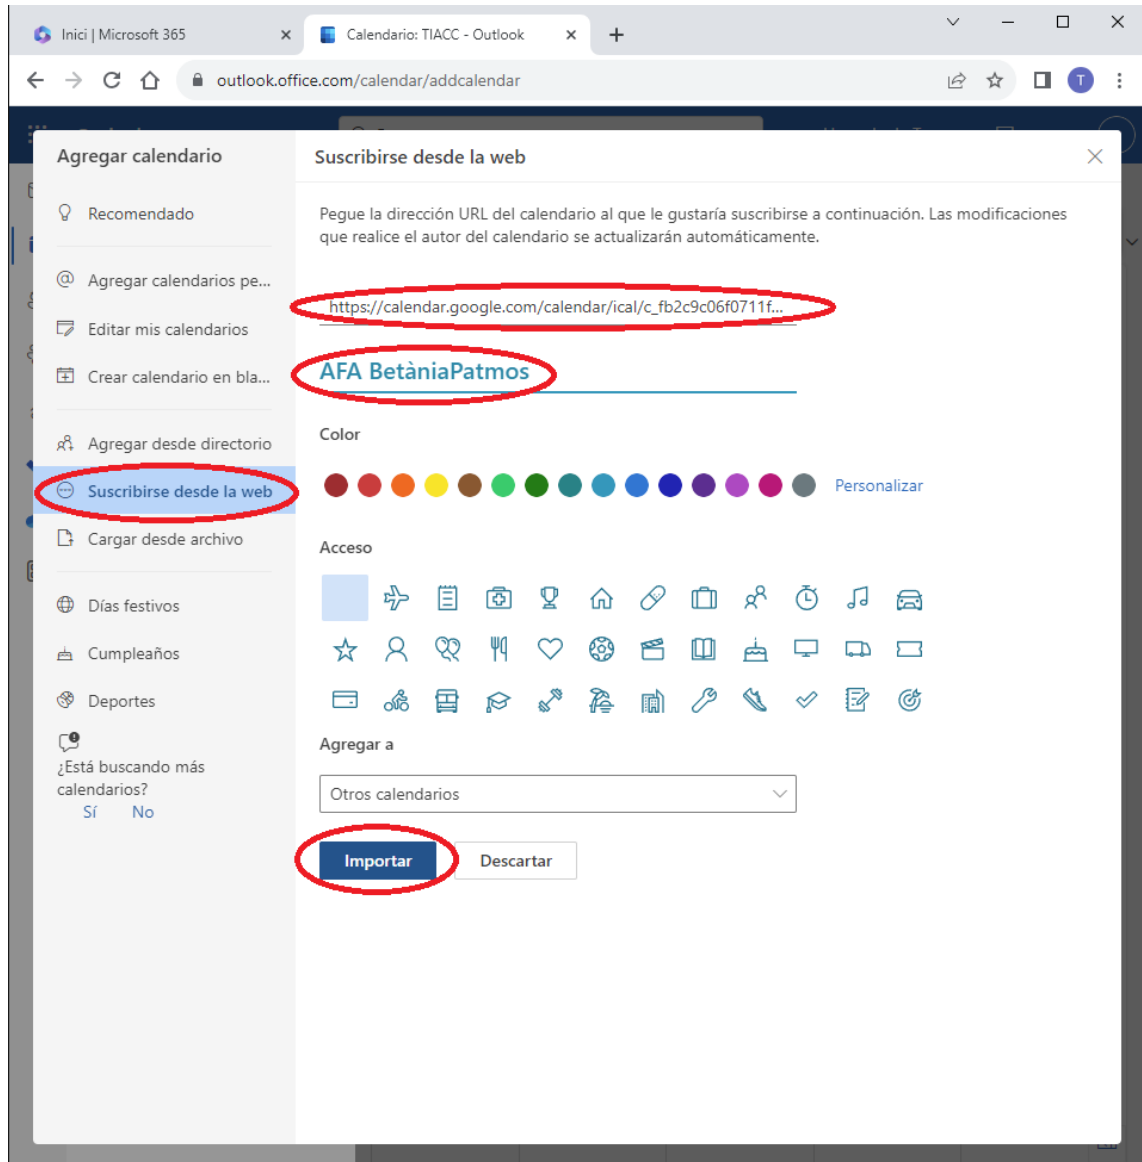 Inici | Microsoft 365
Calendario: TIACC - Outlook
outlook.office.com/calendar/addcalendar
T
Agregar calendario
Recomendado
Agregar calendarios pe...
Editar mis calendarios
Crear calendario en bla...
Agregar desde directorio
Suscribirse desde la web
Cargar desde archivo
Días festivos
Cumpleaños
Deportes
¿Está buscando más
calendarios?
Sí No
Suscribirse desde la web
Pegue la dirección URL del calendario al que le gustaría suscribirse a continuación. Las modificaciones
que realice el autor del calendario se actualizarán automáticamente.
https://calendar.google.com/calendar/ical/c_fb2c9c06f0711f...
AFA BetàniaPatmos
Color
Personalizar
Acceso
Agregar a
Otros calendarios
Importar
Descartar